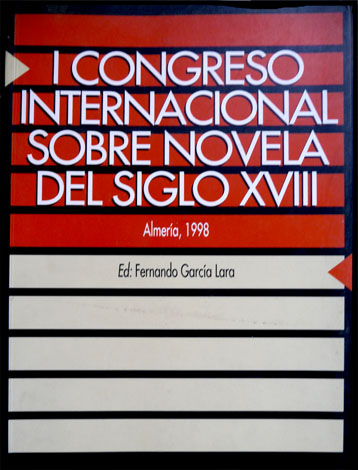 I CONGRESO
INTERNACIONAL
SOBRE NOVELA
DEL SIGLO XVIII
Almería, 1998
Ed: Fernando García Lara